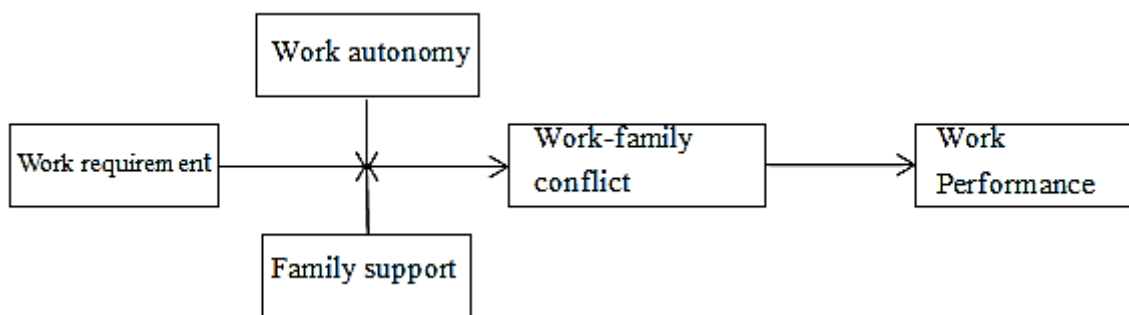 Work autonomy
Work requirement
Work-family
conflict
Work
Performance
Family support